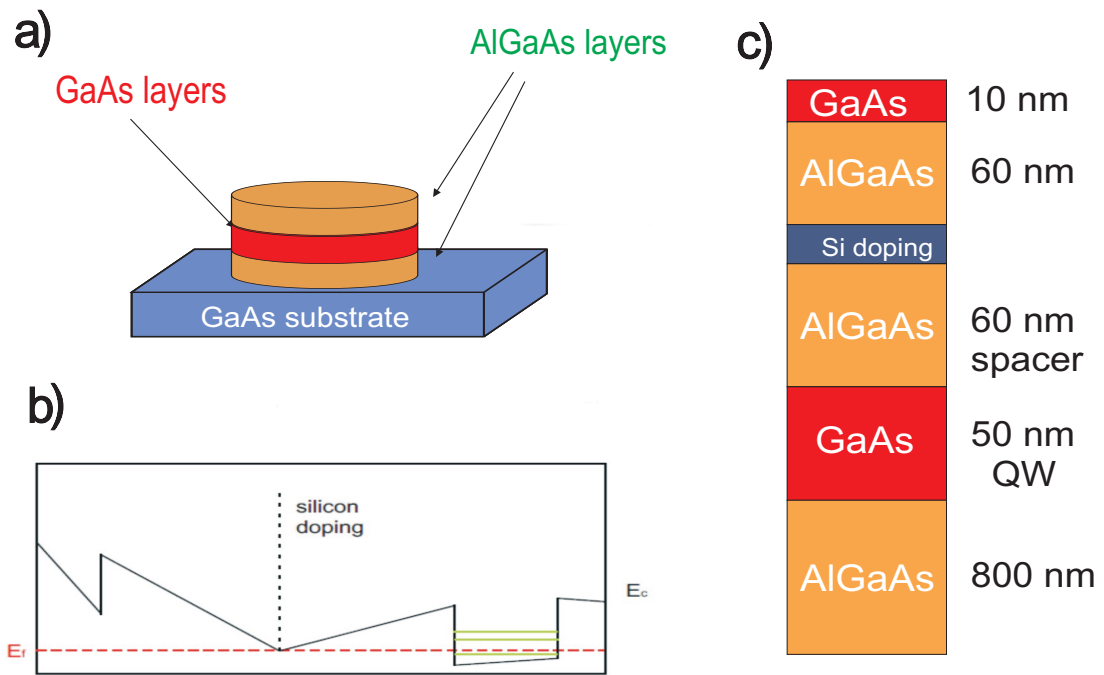 a)
AlGaAs layers
GaAs layers
GaAs substrate
b)
silicon
doping
Ec
Ef
c)
GaAs
10 nm
AlGaAs
60 nm
Si doping
AlGaAs
60 nm
spacer
GaAs
50 nm
QW
AlGaAs
800 nm